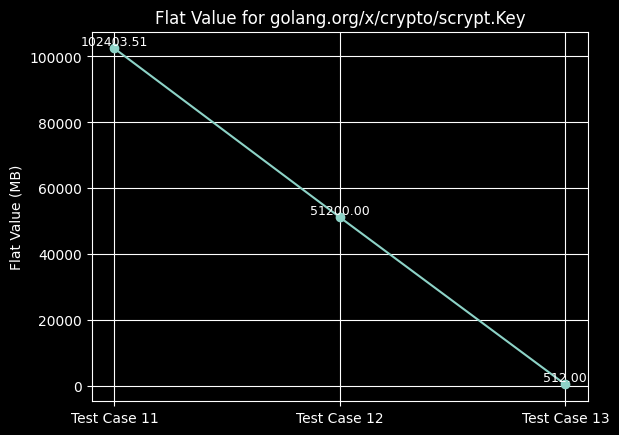 Flat Value for golang.org/x/crypto/scrypt.Key
102403.51
100000
80000
60000
51200.00
40000
20000
512.00
0
Flat Value (MB)
Test Case 11
Test Case 12
Test Case 13